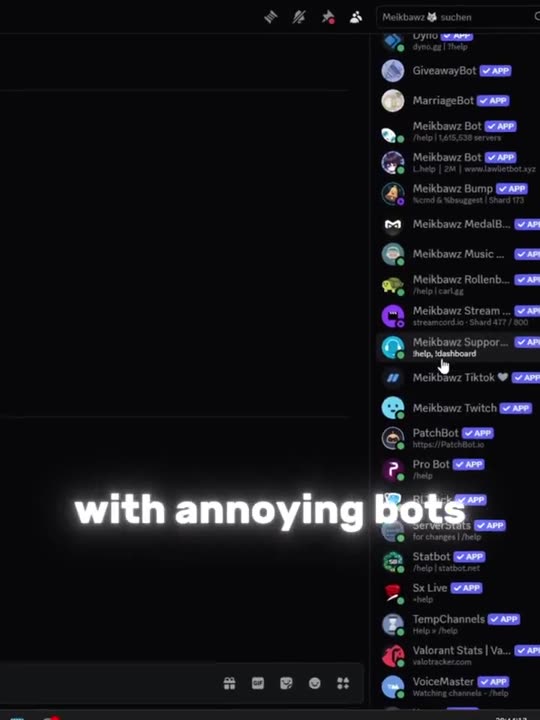 Meikbawz 🐺 suchen
Dyno APP
dyno.gg | ?help
GiveawayBot APP
MarriageBot APP
Meikbawz Bot APP
/help | 1,615,538 servers
Meikbawz Bot APP
L.help | 2M | www.lawlietbot.xyz
Meikbawz Bump APP
%cmd & %bsuggest | Shard 173
Meikbawz MedalB... APP
Meikbawz Music ... APP
Meikbawz Rollenb... APP
/help | carl.gg
Meikbawz Stream ... APP
streamcord.io · Shard 477 / 800
Meikbawz Suppor... APP
!help, !dashboard
Meikbawz Tiktok 🩶 APP
Meikbawz Twitch APP
PatchBot APP
https://PatchBot.io
Pro Bot APP
/help
APP
with annoying bots
ServerStats APP
for changes | /help
Statbot APP
/help | statbot.net
Sx Live APP
+help
TempChannels APP
Help » /help
Valorant Stats | Va... APP
valotracker.com
VoiceMaster APP
Watching channels - /help
GIF